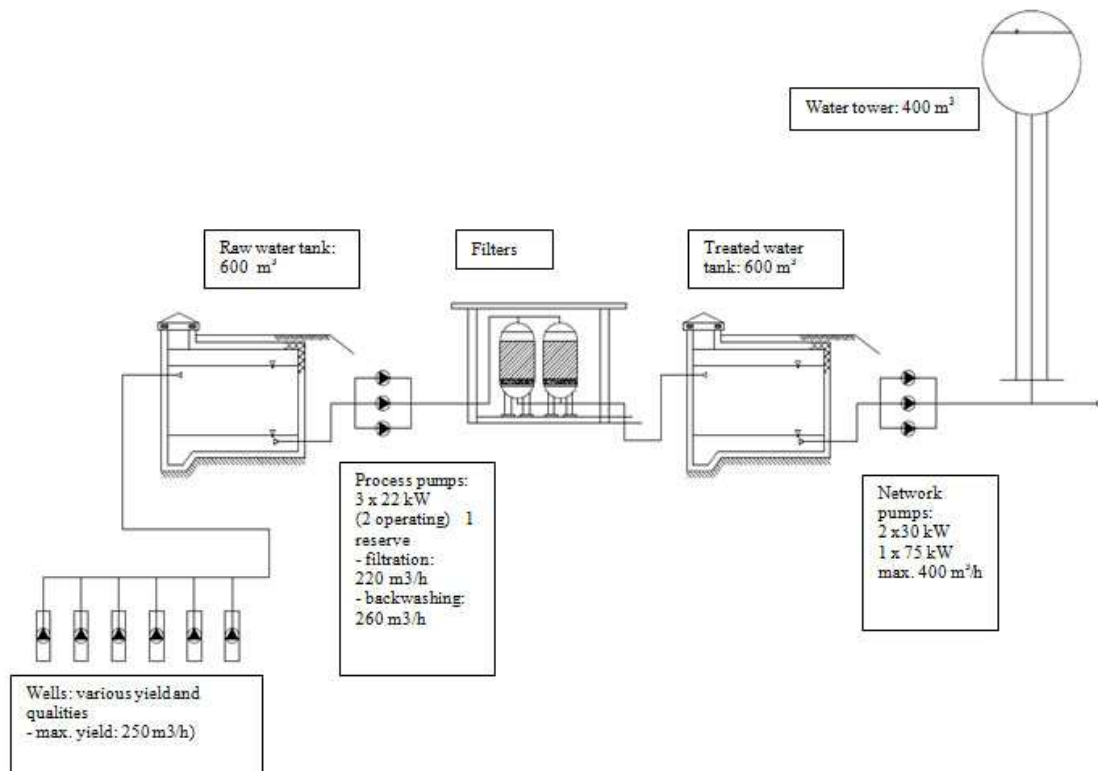 Water tower: 400 m³
Raw water tank:
600 m³
Filters
Treated water
tank: 600 m³
Process pumps:
3 x 22 kW
(2 operating) 1
reserve
- filtration:
220 m3/h
- backwashing:
260 m3/h
Network
pumps:
2 x30 kW
1 x 75 kW
max. 400 m³/h
Wells: various yield and
qualities
- max. yield: 250 m3/h)